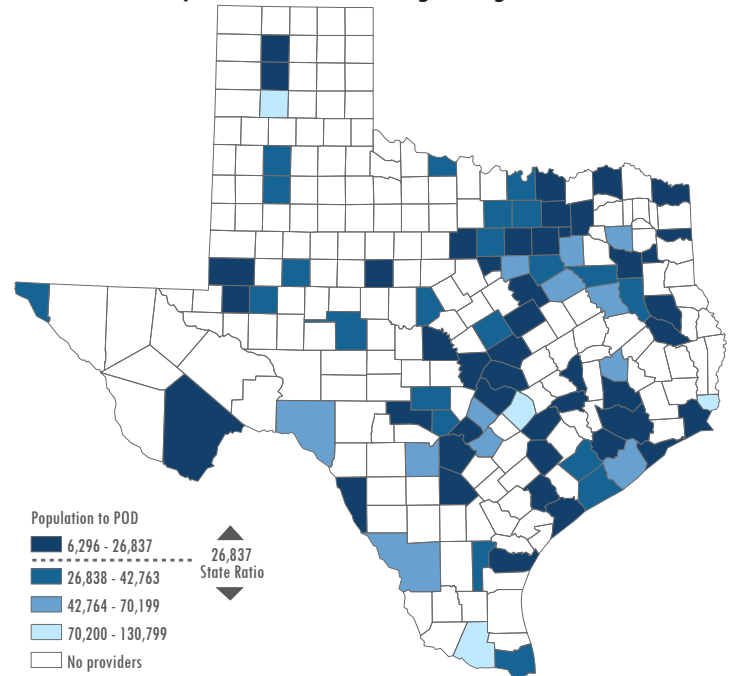 Population to POD
6,296 - 26,837
26,838 - 42,763
42,764 - 70,199
70,200 - 130,799
No providers
26,837
State Ratio